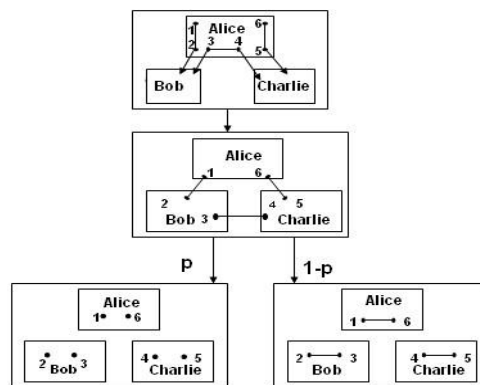 Alice
1 6
2 3 4 5
Bob Charlie
Alice
1 6
2 4 5
Bob 3 Charlie
p 1-p
Alice
1 6
2 3 4 5
Bob Charlie
Alice
1 6
2 3 4 5
Bob Charlie